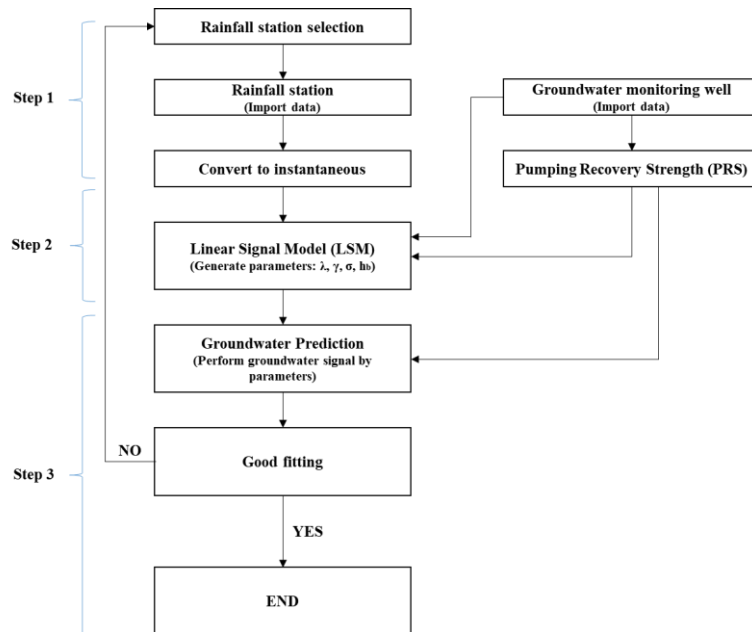 Rainfall station selection
Step 1
Rainfall station
(Import data)
Groundwater monitoring well
(Import data)
Convert to instantaneous
Pumping Recovery Strength (PRS)
Step 2
Linear Signal Model (LSM)
(Generate parameters: λ, γ, σ, hb)
Groundwater Prediction
(Perform groundwater signal by
parameters)
NO
Good fitting
Step 3
YES
END